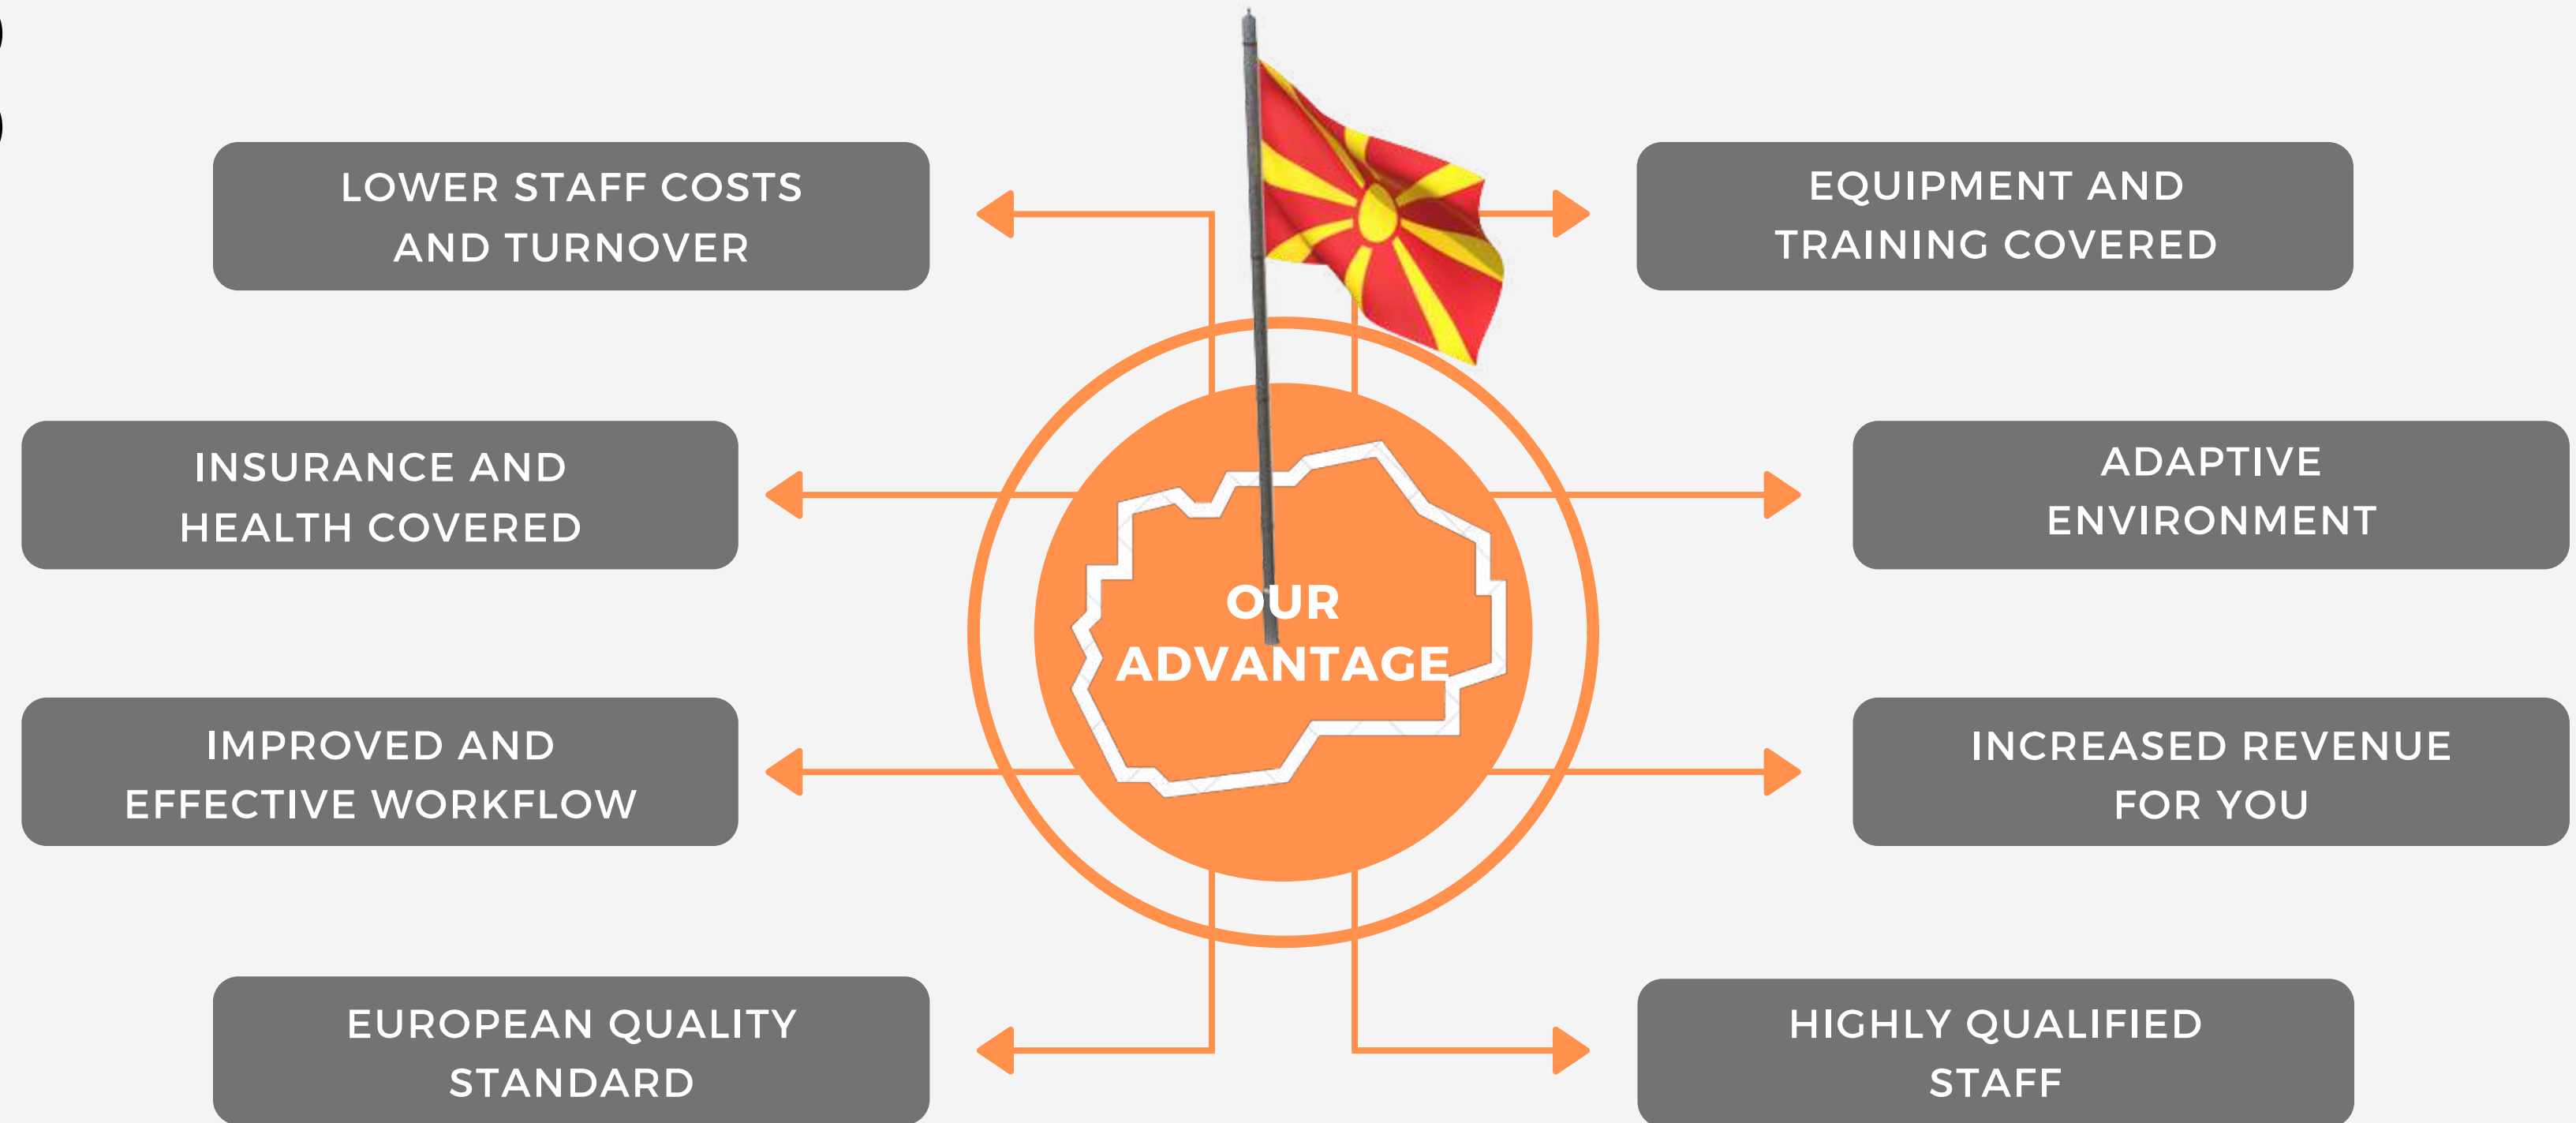 LOWER STAFF COSTS
AND TURNOVER
EQUIPMENT AND
TRAINING COVERED
INSURANCE AND
HEALTH COVERED
ADAPTIVE
ENVIRONMENT
OUR
ADVANTAGE
IMPROVED AND
EFFECTIVE WORKFLOW
INCREASED REVENUE
FOR YOU
EUROPEAN QUALITY
STANDARD
HIGHLY QUALIFIED
STAFF